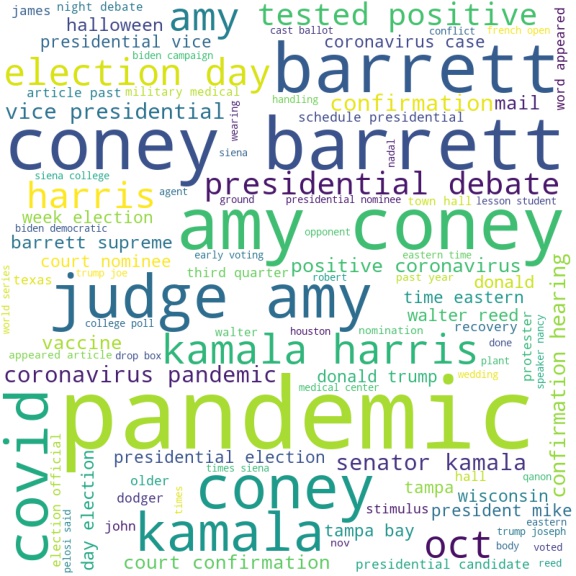 james
night debate
amy
tested positive
halloween
cast ballot
conflict
french open
presidential vice
coronavirus case
word appeared
biden campaign
barrett
election day
article past
military medical
handling
confirmation
mail
vice presidential
wearing
schedule presidential
coney barrett
siena
nadal
siena college
agent
presidential debate
harris
ground
presidential nominee
town hall
lesson student
week election
amy coney
opponent
biden democratic
barrett supreme
early voting
eastern time
court nominee
third quarter
positive coronavirus
past year
world series
texas
trump joe
judge amy
robert
donald
time eastern
college poll
walter reed
confirmation hearing
vaccine
walter
houston
nomination
recovery
done
protester
speaker nancy
appeared article
drop box
kamala harris
plant
coronavirus pandemic
donald trump
wedding
medical center
covid
pandemic
presidential election
senator kamala
election official
pelosi said
day election
older
times siena
coney
hall
qanon
tampa
wisconsin
dodger
times
stimulus
president mike
john
kamala
tampa bay
oct
eastern
trump joseph
nov
body
voted
court confirmation
presidential candidate
reed